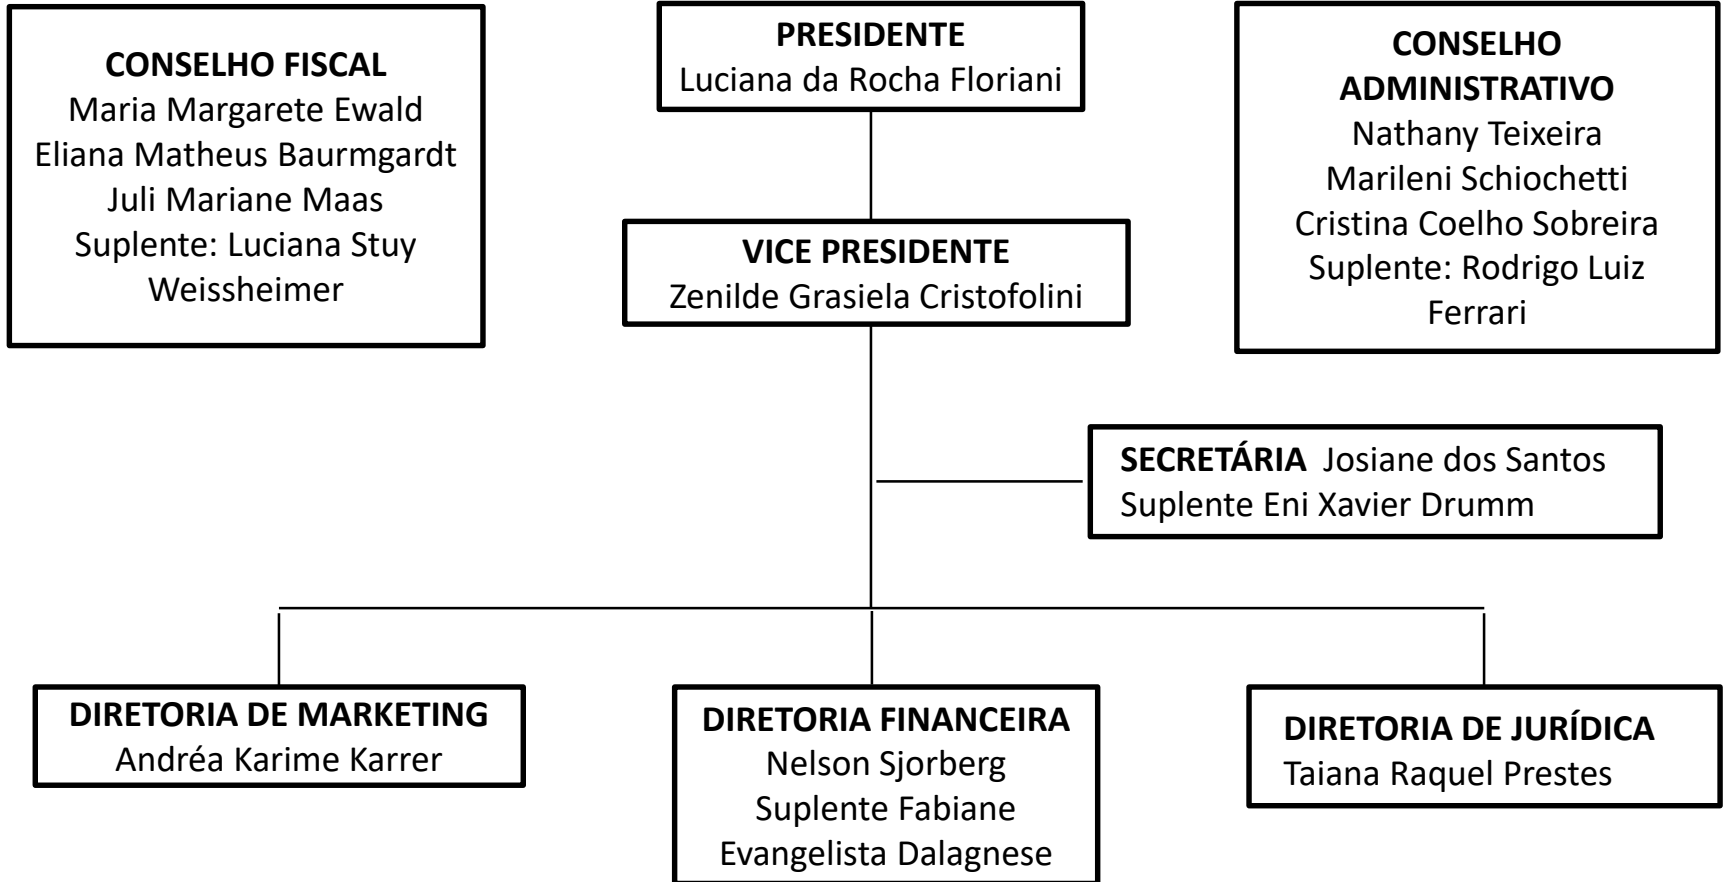 CONSELHO FISCAL
Maria Margarete Ewald
Eliana Matheus Baurmgardt
Juli Mariane Maas
Suplente: Luciana Stuy
Weissheimer
PRESIDENTE
Luciana da Rocha Floriani
CONSELHO
ADMINISTRATIVO
Nathany Teixeira
Marileni Schiochetti
Cristina Coelho Sobreira
Suplente: Rodrigo Luiz
Ferrari
VICE PRESIDENTE
Zenilde Grasiela Cristofolini
SECRETÁRIA Josiane dos Santos
Suplente Eni Xavier Drumm
DIRETORIA DE MARKETING
Andréa Karime Karrer
DIRETORIA FINANCEIRA
Nelson Sjorberg
Suplente Fabiane
Evangelista Dalagnese
DIRETORIA DE JURÍDICA
Taiana Raquel Prestes